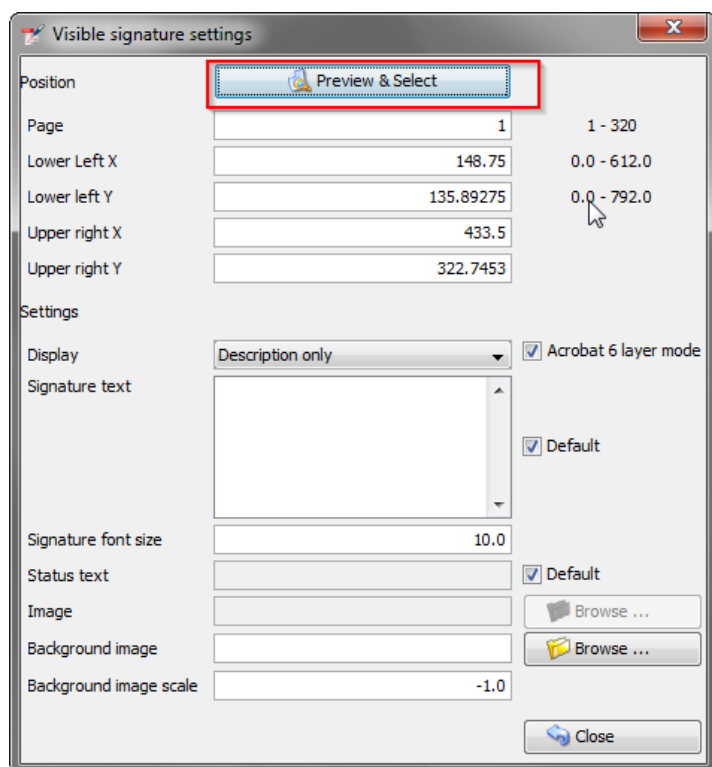 Visible signature settings
Position Preview & Select
Page 1 1 - 320
Lower Left X 148.75 0.0 - 612.0
Lower left Y 135.89275 0.0 - 792.0
Upper right X 433.5
Upper right Y 322.7453
Settings
Display Description only Acrobat 6 layer mode
Signature text
Default
Signature font size 10.0
Status text Default
Image Browse ...
Background image Browse ...
Background image scale -1.0
Close